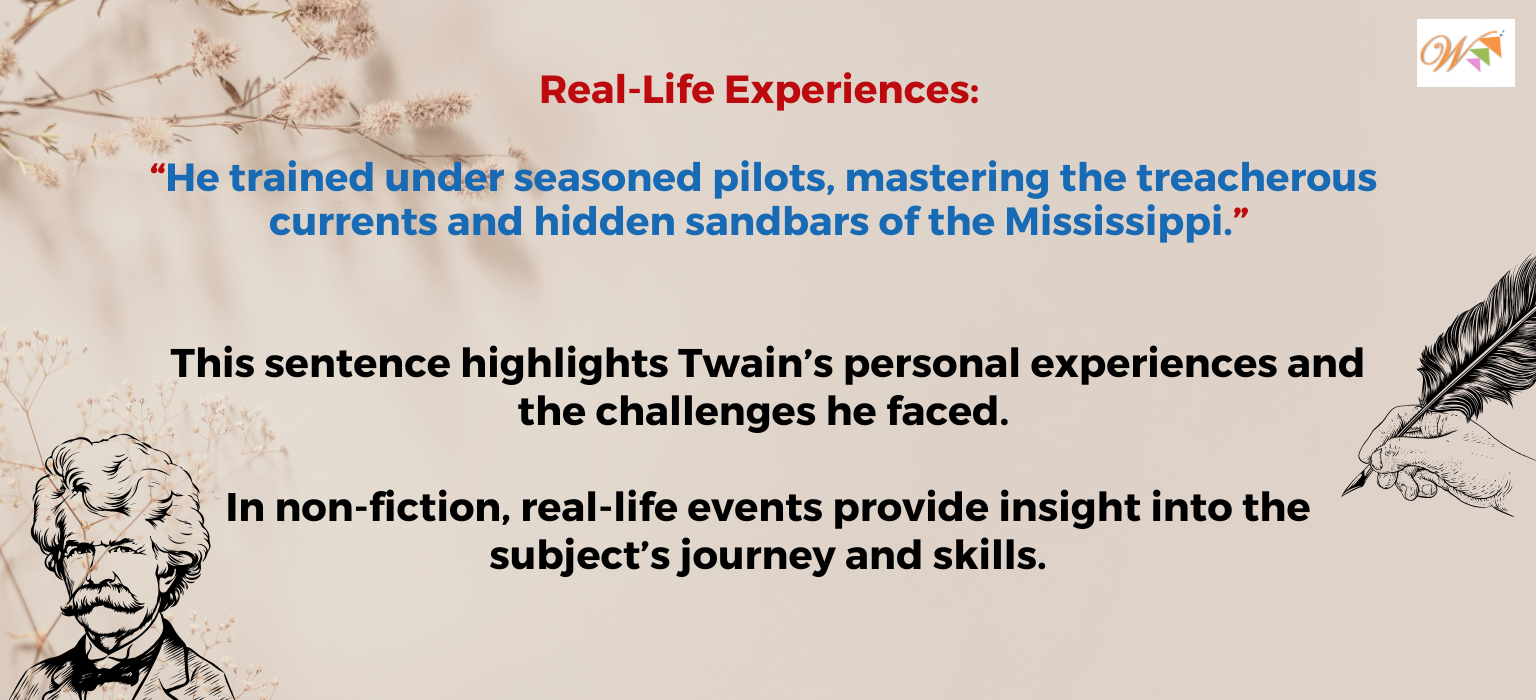 W
Real-Life Experiences:
“He trained under seasoned pilots, mastering the treacherous
currents and hidden sandbars of the Mississippi.”
This sentence highlights Twain’s personal experiences and
the challenges he faced.
In non-fiction, real-life events provide insight into the
subject’s journey and skills.